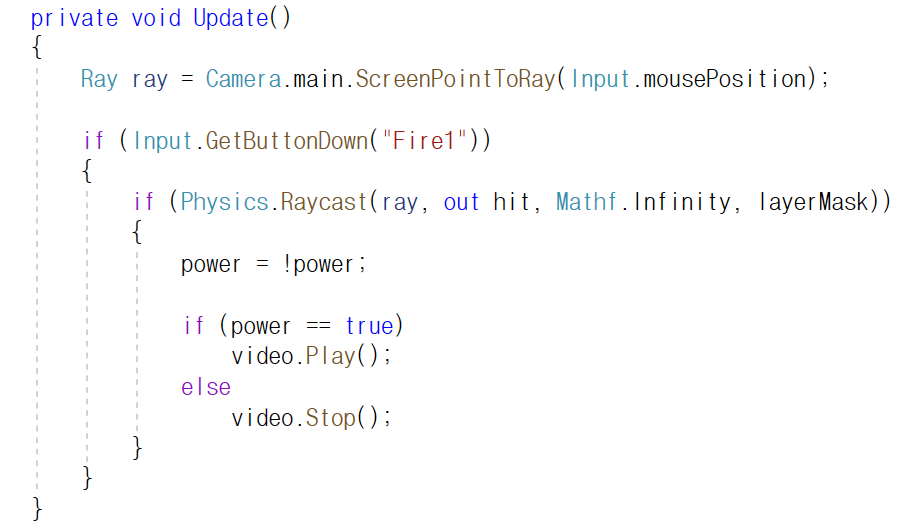 private void Update()
{
    Ray ray = Camera.main.ScreenPointToRay(Input.mousePosition);

    if (Input.GetButtonDown("Fire1"))
    {
        if (Physics.Raycast(ray, out hit, Mathf.Infinity, layerMask))
        {
            power = !power;

            if (power == true)
                video.Play();
            else
                video.Stop();
        }
    }
}